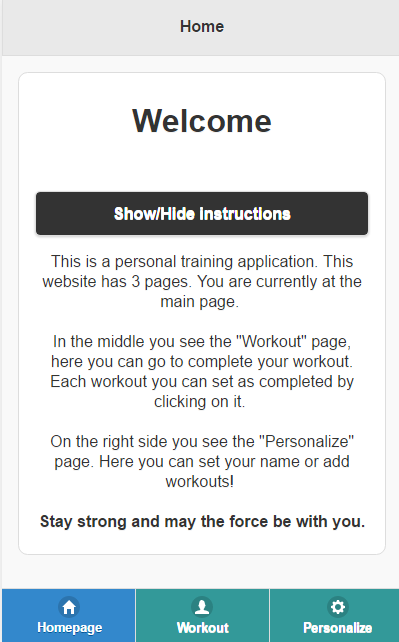 Home
Welcome
Show/Hide Instructions
This is a personal training application. This
website has 3 pages. You are currently at the
main page.
In the middle you see the "Workout" page,
here you can go to complete your workout.
Each workout you can set as completed by
clicking on it.
On the right side you see the "Personalize"
page. Here you can set your name or add
workouts!
Stay strong and may the force be with you.
Homepage
Workout
Personalize